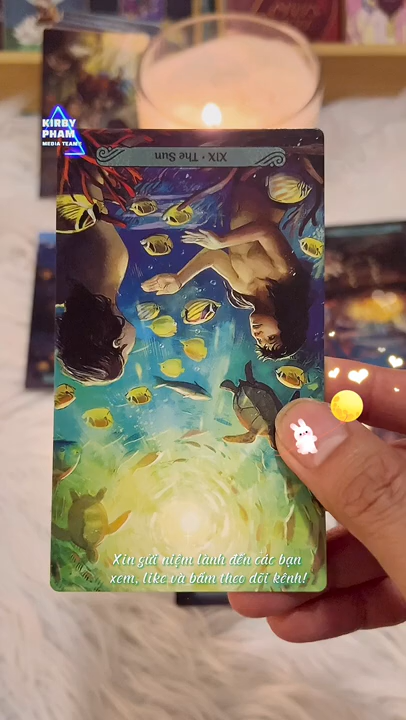 KIRBY
PHAM
MEDIA TEAM
XIX · The Sun
Xin gửi niệm lành đến các bạn
xem, like và bấm theo dõi kênh!